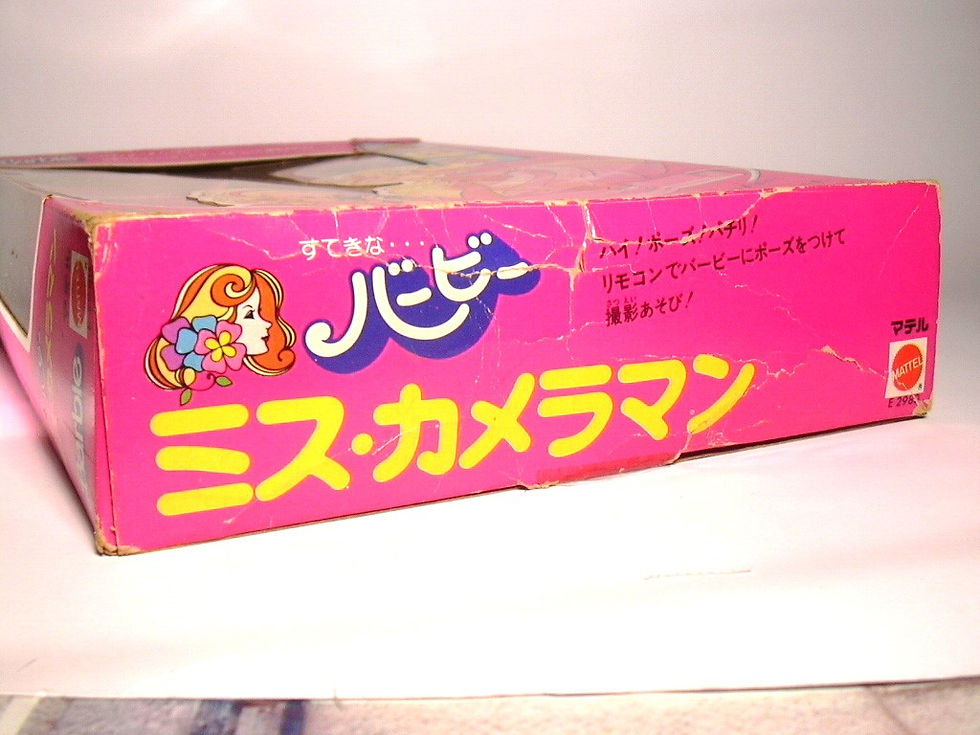 すてきな・・・
バービー
ミス・カメラマン
ハイ！ポーズ！パチリ！
リモコンでバービーにポーズをつけて
撮影あそび！
さつえい
マテル
MATTEL
®